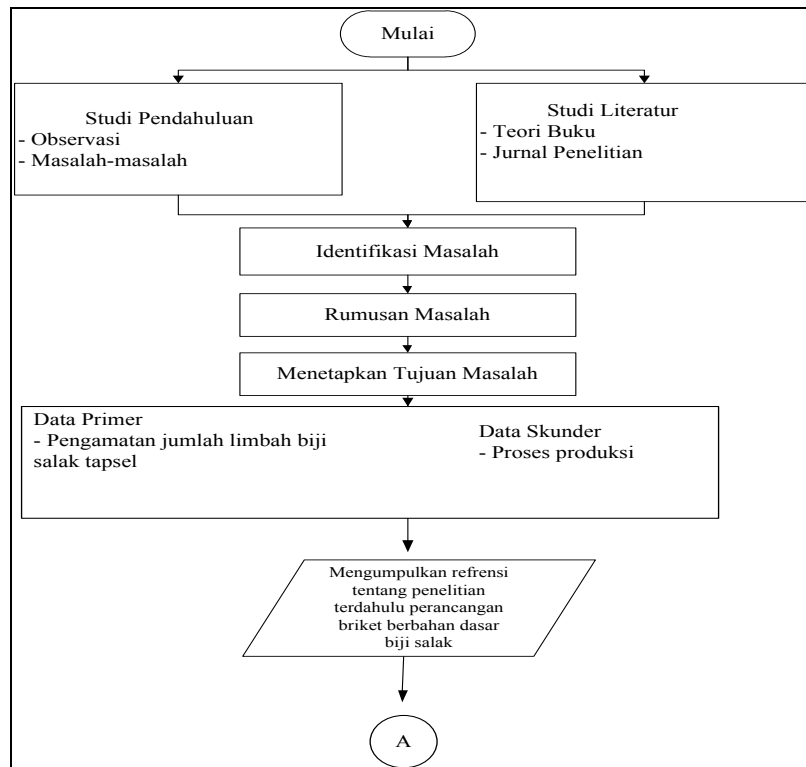 Mulai
Studi Pendahuluan
- Observasi
- Masalah-masalah
Studi Literatur
- Teori Buku
- Jurnal Penelitian
Identifikasi Masalah
Rumusan Masalah
Menetapkan Tujuan Masalah
Data Primer
- Pengamatan jumlah limbah biji
salak tapsel
Data Skunder
- Proses produksi
Mengumpulkan refrensi
tentang penelitian
terdahulu perancangan
briket berbahan dasar
biji salak
A